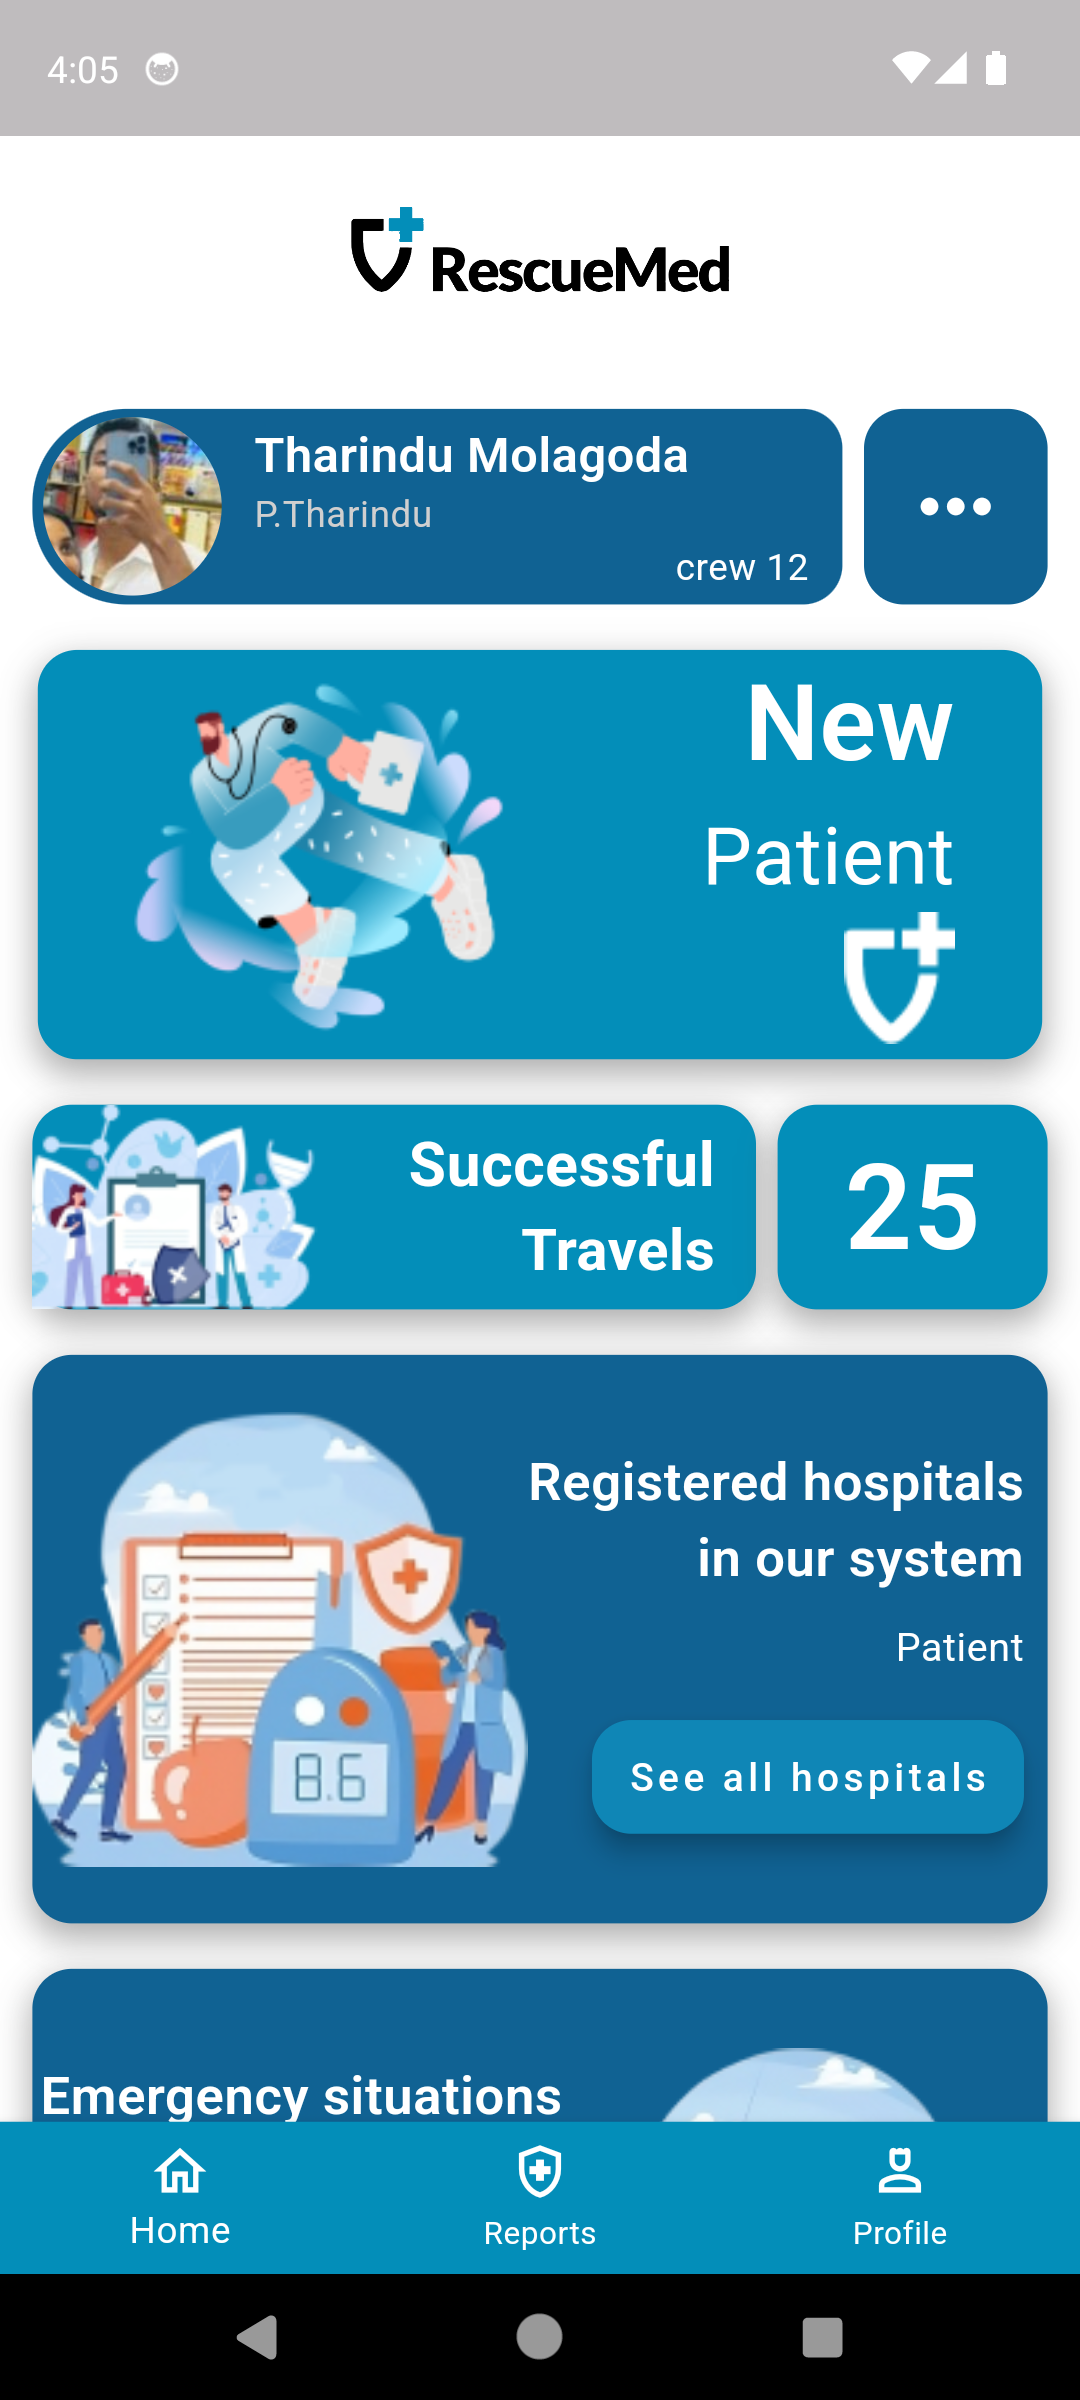 4:05
RescueMed
Tharindu Molagoda
P.Tharindu
crew 12
New
Patient
Successful
Travels
25
Registered hospitals
in our system
Patient
8.6
See all hospitals
Emergency situations
Home
Reports
Profile